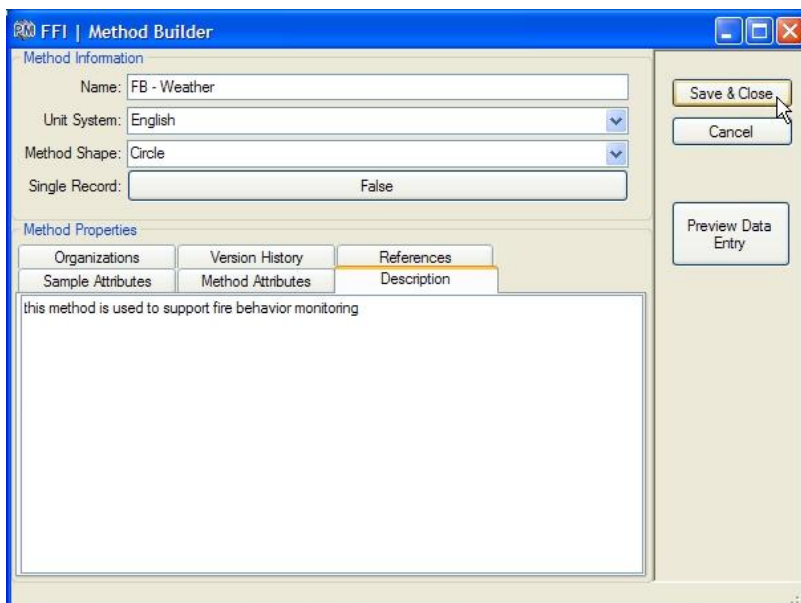 FFI | Method Builder
Method Information
Name: FB - Weather
Unit System: English
Method Shape: Circle
Single Record: False
Save & Close
Cancel
Preview Data
Entry
Method Properties
Organizations Version History References
Sample Attributes Method Attributes Description
this method is used to support fire behavior monitoring